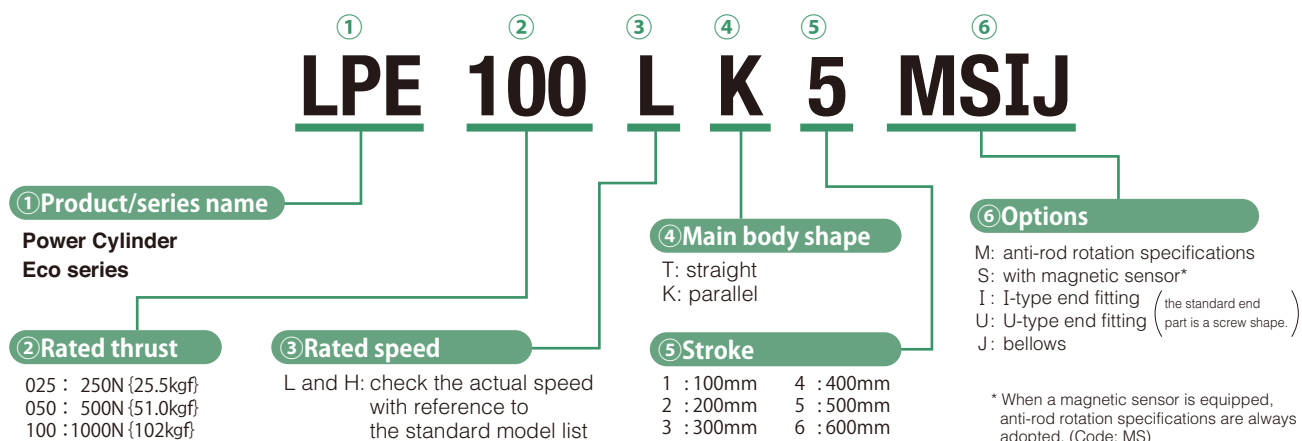 ① ② ③ ④ ⑤ ⑥
LPE 100 L K 5 MSIJ
①Product/series name
Power Cylinder
Eco series
②Rated thrust
025 : 250N {25.5kgf}
050 : 500N {51.0kgf}
100 :1000N {102kgf}
③Rated speed
L and H: check the actual speed
with reference to
the standard model list
④Main body shape
T: straight
K: parallel
⑤Stroke
1 :100mm 4 :400mm
2 :200mm 5 :500mm
3 :300mm 6 :600mm
⑥Options
M: anti-rod rotation specifications
S: with magnetic sensor*
I : I-type end fitting (the standard end
U: U-type end fitting part is a screw shape.)
J: bellows
* When a magnetic sensor is equipped,
anti-rod rotation specifications are always
adopted. (Code: MS)